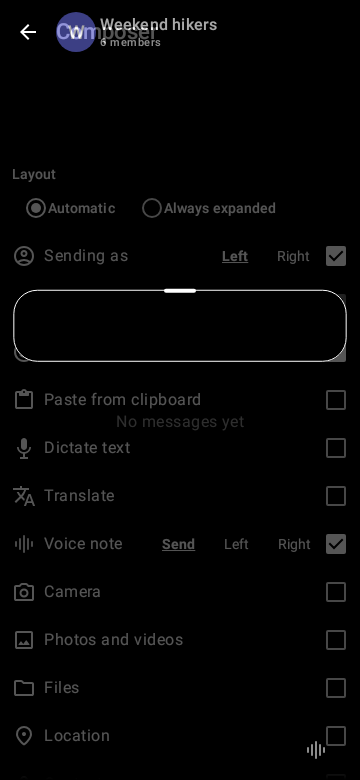 Composer
Weekend hikers
6 members
Layout
Automatic Always expanded
Sending as Left Right
Paste from clipboard
No messages yet
Dictate text
Translate
Voice note Send Left Right
Camera
Photos and videos
Files
Location